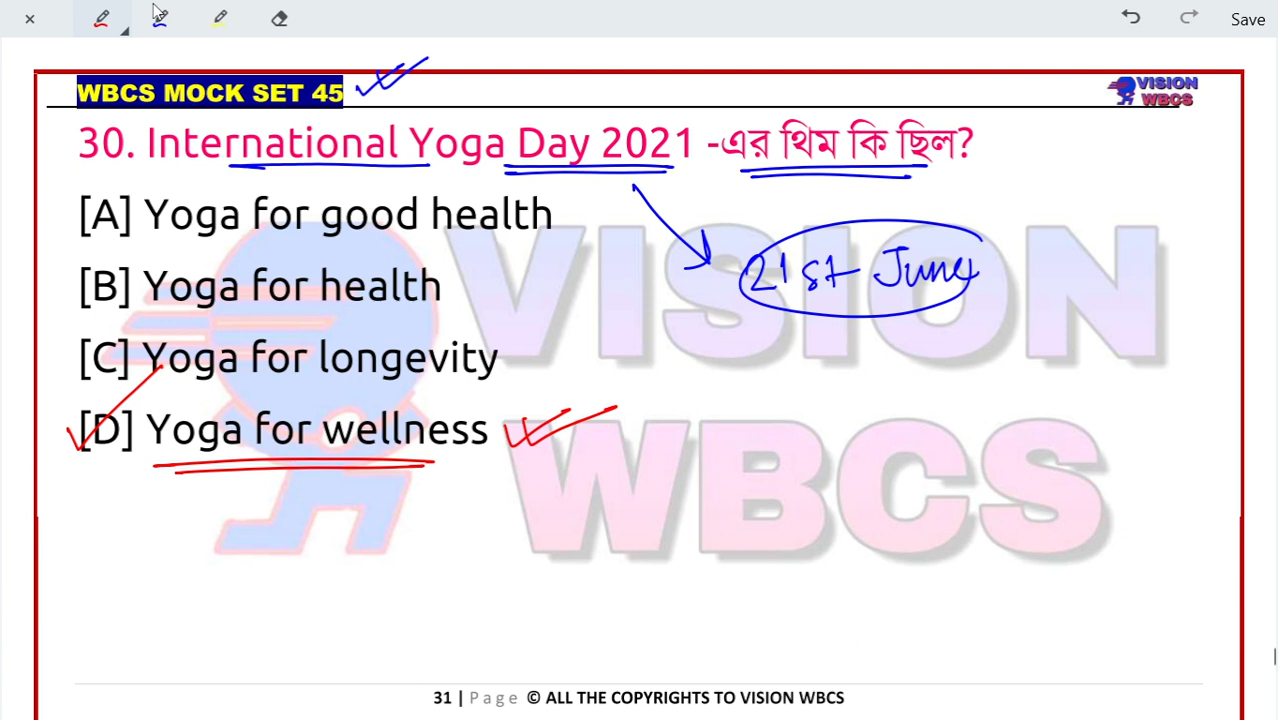 Save
WBCS MOCK SET 45
VISION
WBCS
30. International Yoga Day 2021 -এর থিম কি ছিল?
[A] Yoga for good health
[B] Yoga for health
21st June
[C] Yoga for longevity
[D] Yoga for wellness
VISION
WBCS
31 | Page © ALL THE COPYRIGHTS TO VISION WBCS